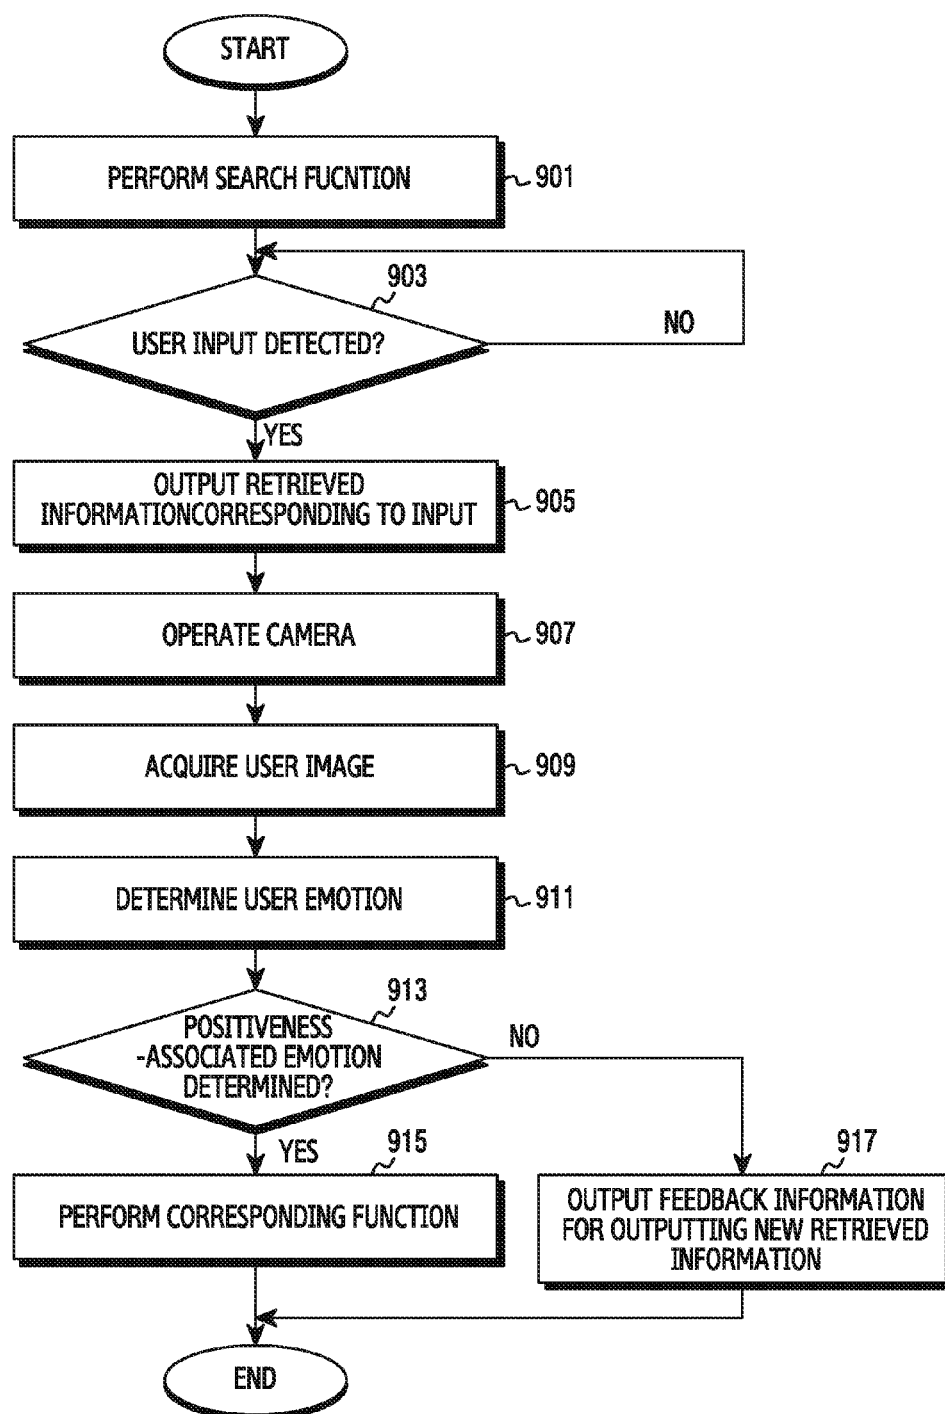 START
PERFORM SEARCH FUCNTION
901
903
USER INPUT DETECTED?
NO
YES
OUTPUT RETRIEVED
INFORMATIONCORRESPONDING TO INPUT
905
OPERATE CAMERA
907
ACQUIRE USER IMAGE
909
DETERMINE USER EMOTION
911
913
POSITIVENESS
-ASSOCIATED EMOTION
DETERMINED?
NO
YES
915
PERFORM CORRESPONDING FUNCTION
917
OUTPUT FEEDBACK INFORMATION
FOR OUTPUTTING NEW RETRIEVED
INFORMATION
END